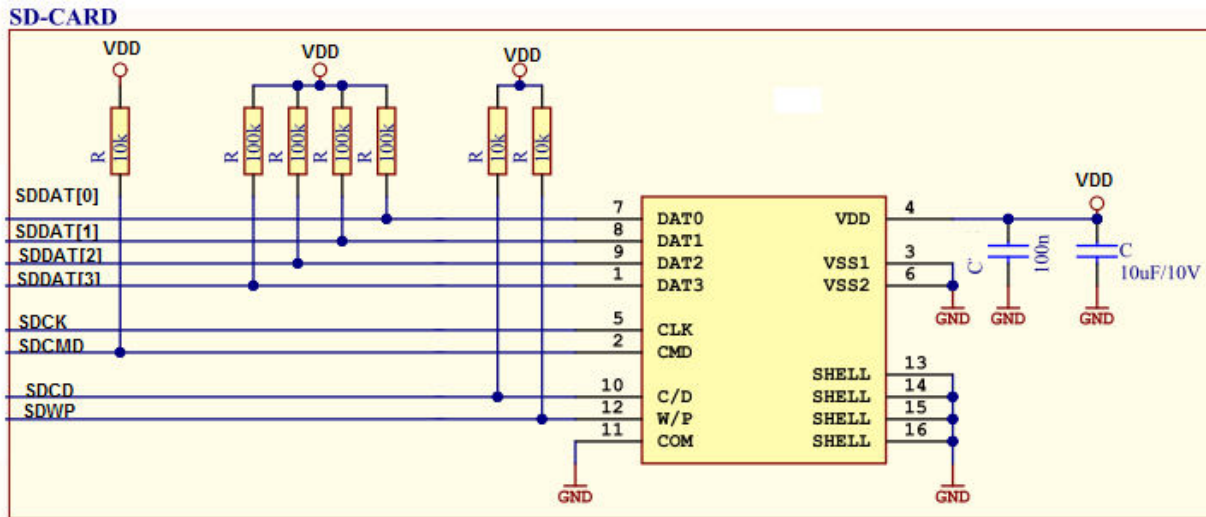 SD-CARD
VDD
VDD
VDD
R 10k
R 100k
R 100k
R 100k
R 100k
R 10k
R 10k
SDDAT[0]
SDDAT[1]
SDDAT[2]
SDDAT[3]
SDCK
SDCMD
SDCD
SDWP
7 DAT0
8 DAT1
9 DAT2
1 DAT3
5 CLK
2 CMD
10 C/D
12 W/P
11 COM
GND
VDD 4
VSS1 3
VSS2 6
SHELL 13
SHELL 14
SHELL 15
SHELL 16
GND
GND
C 100n
GND
VDD
C
10uF/10V
GND